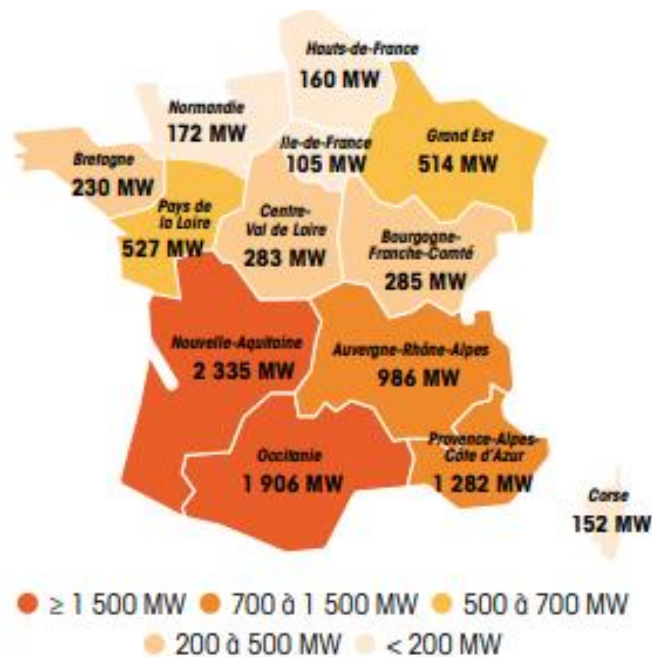 Hauts-de-France
160 MW
Normandie
172 MW
Ile-de-France
105 MW
Grand Est
514 MW
Bretagne
230 MW
Pays de
la Loire
527 MW
Centre-
Val de Loire
283 MW
Bourgogne-
Franche-Comté
285 MW
Nouvelle-Aquitaine
2 335 MW
Auvergne-Rhône-Alpes
986 MW
Provence-Alpes-
Côte d'Azur
1 282 MW
Occitanie
1 906 MW
Corse
152 MW
≥ 1 500 MW 700 à 1 500 MW 500 à 700 MW
200 à 500 MW < 200 MW